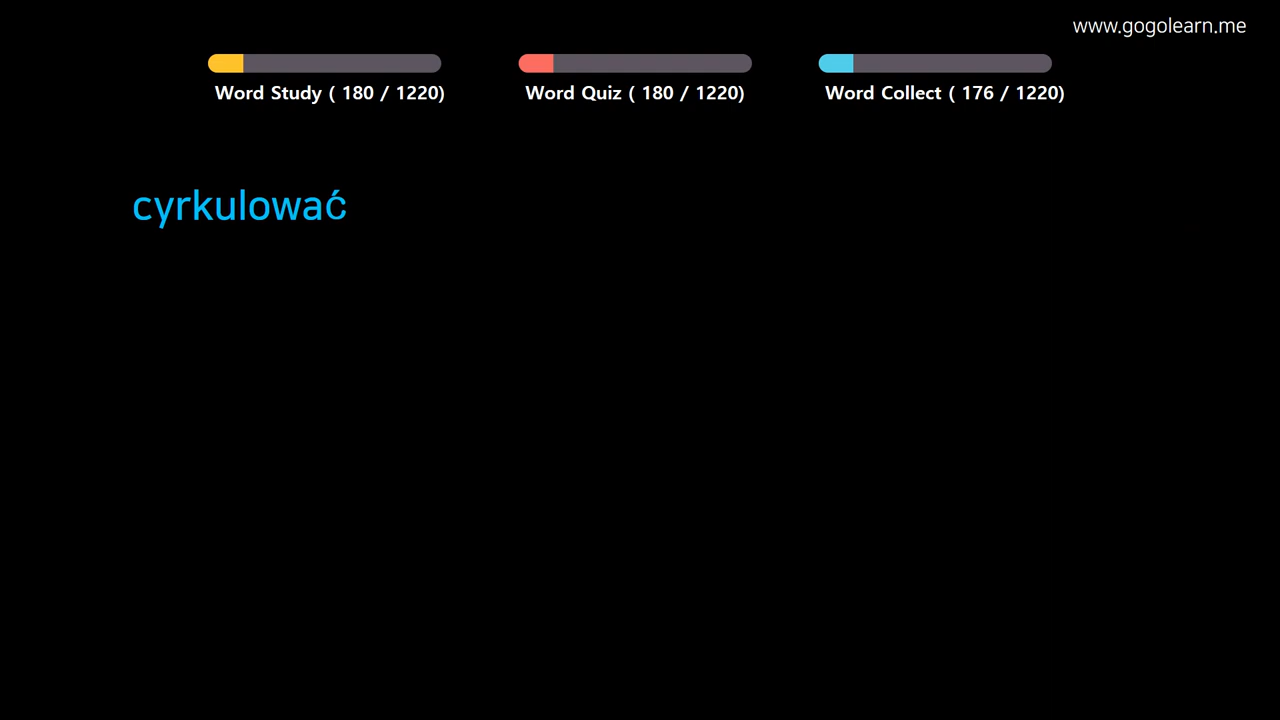 www.gogolearn.me
Word Study ( 180 / 1220)
Word Quiz ( 180 / 1220)
Word Collect ( 176 / 1220)
cyrkulować